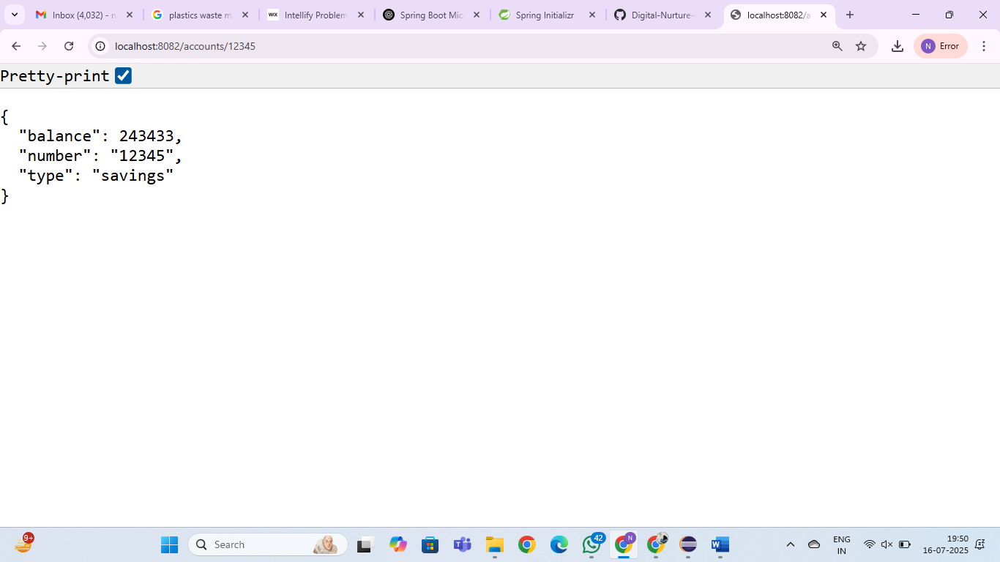 Inbox (4,032) - n
plastics waste m
WIX
Intellify Problem
Spring Boot Mic
Spring Initializr
Digital-Nurture-
localhost:8082/a
localhost:8082/accounts/12345
N
Error
Pretty-print
{
"balance": 243433,
"number": "12345",
"type": "savings"
}
9+
Search
42
N
ENG
IN
19:50
16-07-2025